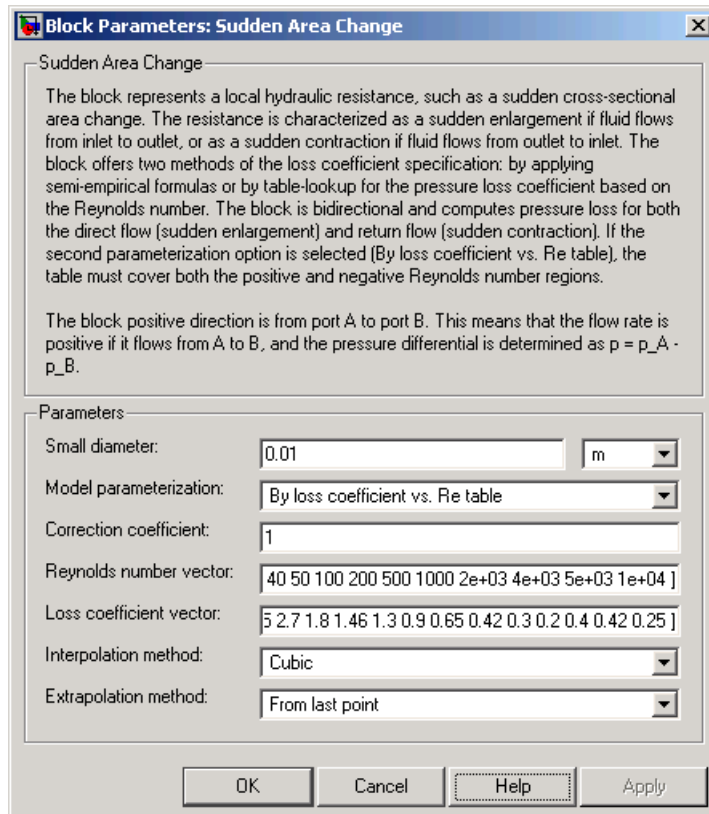 Block Parameters: Sudden Area Change
Sudden Area Change
The block represents a local hydraulic resistance, such as a sudden cross-sectional
area change. The resistance is characterized as a sudden enlargement if fluid flows
from inlet to outlet, or as a sudden contraction if fluid flows from outlet to inlet. The
block offers two methods of the loss coefficient specification: by applying
semi-empirical formulas or by table-lookup for the pressure loss coefficient based on
the Reynolds number. The block is bidirectional and computes pressure loss for both
the direct flow (sudden enlargement) and return flow (sudden contraction). If the
second parameterization option is selected (By loss coefficient vs. Re table), the
table must cover both the positive and negative Reynolds number regions.
The block positive direction is from port A to port B. This means that the flow rate is
positive if it flows from A to B, and the pressure differential is determined as p = p_A -
p_B.
Parameters
Small diameter: 0.01 m
Model parameterization: By loss coefficient vs. Re table
Correction coefficient: 1
Reynolds number vector: 40 50 100 200 500 1000 2e+03 4e+03 5e+03 1e+04 ]
Loss coefficient vector: 5 2.7 1.8 1.46 1.3 0.9 0.65 0.42 0.3 0.2 0.4 0.42 0.25 ]
Interpolation method: Cubic
Extrapolation method: From last point
OK Cancel Help Apply